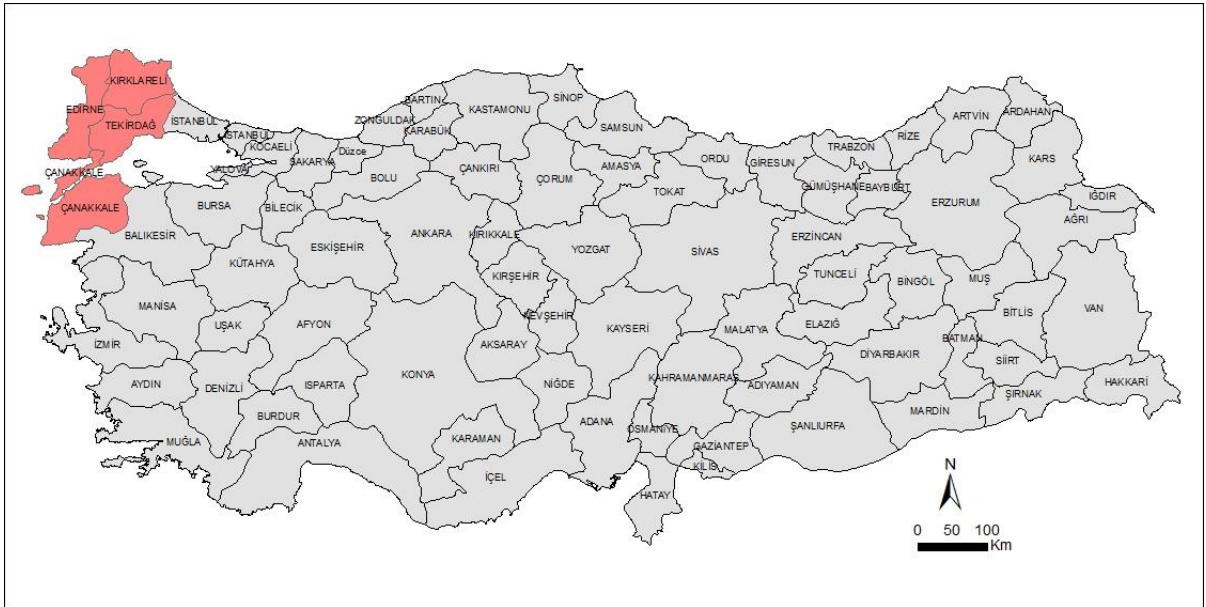 KIRKLARELİ
EDİRNE
TEKİRDAĞ
İSTANBUL
İSTANBUL
KOCAELİ
YALOVA
SAKARYA
Düzce
ZONGULDAK
BARTIN
KARABÜK
KASTAMONU
SİNOP
SAMSUN
ORDU
GİRESUN
TRABZON
RİZE
ARTVİN
ARDAHAN
KARS
ÇANAKKALE
ÇANAKKALE
BURSA
BİLECİK
BOLU
ÇANKIRI
ÇORUM
AMASYA
TOKAT
GÜMÜŞHANE
BAYBURT
ERZURUM
IĞDIR
AĞRI
BALIKESİR
KÜTAHYA
ESKİŞEHİR
ANKARA
KIRIKKALE
YOZGAT
SİVAS
ERZİNCAN
KIRŞEHİR
TUNCELİ
BİNGÖL
MUŞ
BİTLİS
VAN
MANİSA
UŞAK
AFYON
NEVŞEHİR
KAYSERİ
MALATYA
ELAZIĞ
BATMAN
SİİRT
İZMİR
AKSARAY
DİYARBAKIR
AYDIN
DENİZLİ
ISPARTA
KONYA
NİĞDE
KAHRAMANMARAŞ
ADIYAMAN
ŞIRNAK
HAKKARİ
BURDUR
ADANA
MARDİN
MUĞLA
ANTALYA
KARAMAN
OSMANİYE
ŞANLIURFA
GAZİANTEP
KİLİS
İÇEL
HATAY
N
0 50 100
Km